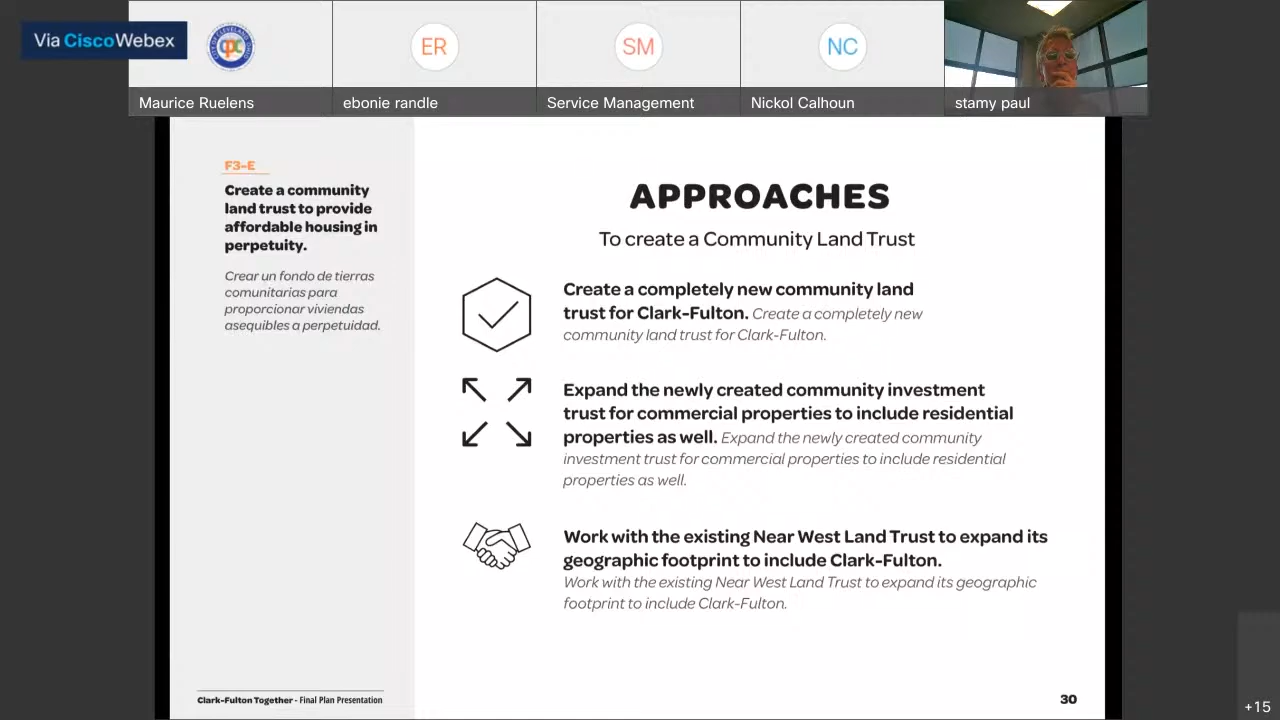 Via CiscoWebex
ER
SM
NC
Maurice Ruelens
ebonie randle
Service Management
Nickol Calhoun
stamy paul
F3-E
Create a community
land trust to provide
affordable housing in
perpetuity.
Crear un fondo de tierras
comunitarias para
proporcionar viviendas
asequibles a perpetuidad.
APPROACHES
To create a Community Land Trust
Create a completely new community land
trust for Clark-Fulton. Create a completely new
community land trust for Clark-Fulton.
Expand the newly created community investment
trust for commercial properties to include residential
properties as well. Expand the newly created community
investment trust for commercial properties to include residential
properties as well.
Work with the existing Near West Land Trust to expand its
geographic footprint to include Clark-Fulton.
Work with the existing Near West Land Trust to expand its geographic
footprint to include Clark-Fulton.
Clark-Fulton Together - Final Plan Presentation
30
+15